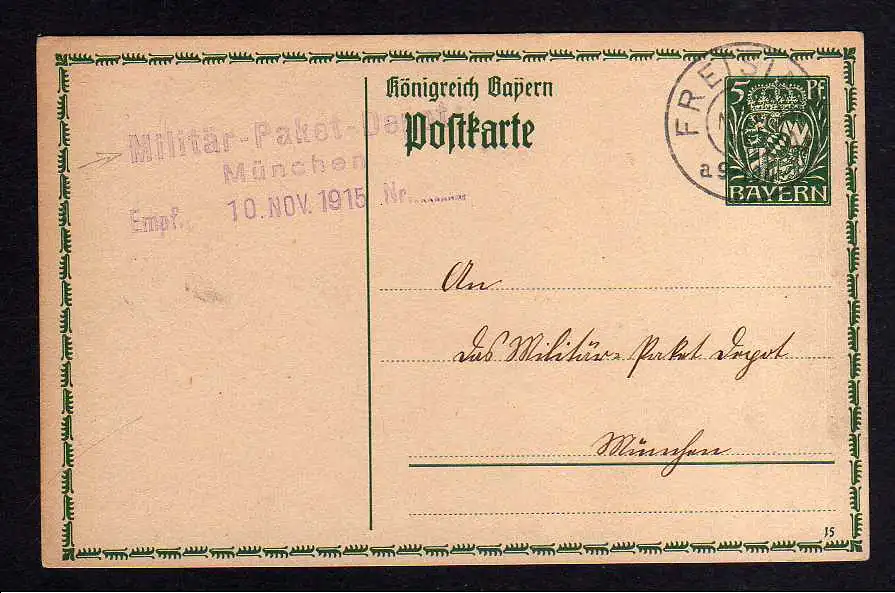 Königreich Bayern
Postkarte
5 Pf
BAYERN
FREISI
Militär-Paket-Depot
München
Empf. 10. NOV. 1915 Nr.
An
das Militär-Paket Depot
München
15